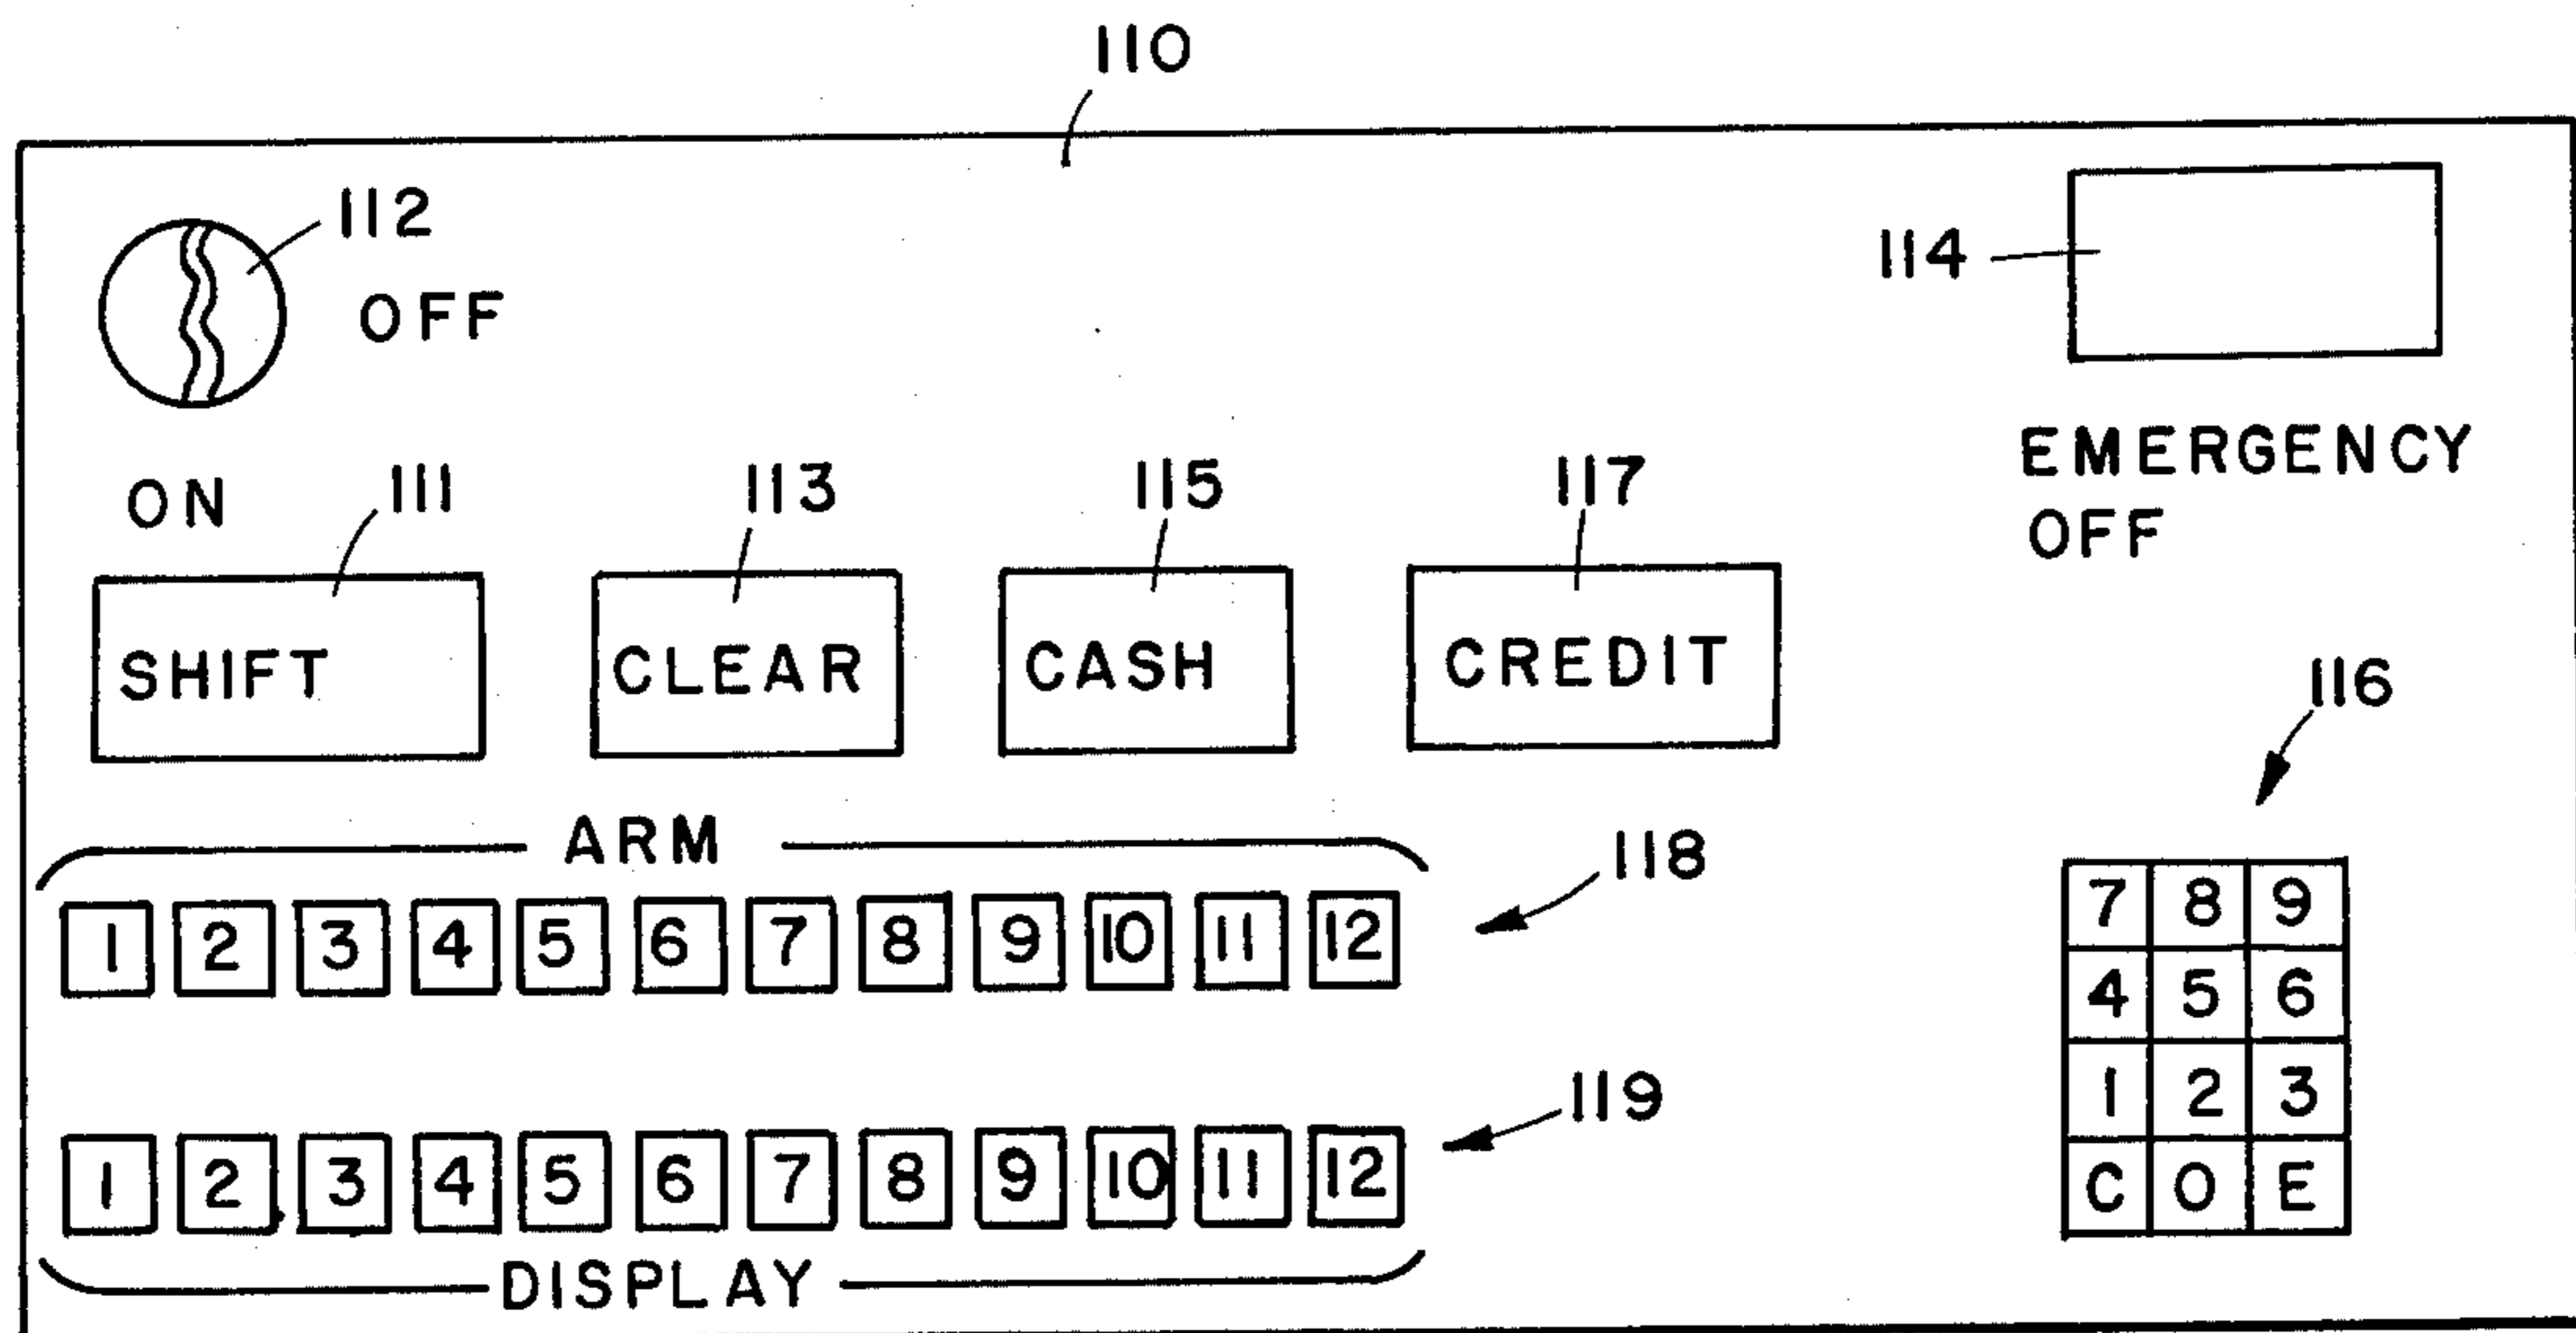 110
112
OFF
114
EMERGENCY
OFF
ON
111
113
115
117
SHIFT
CLEAR
CASH
CREDIT
116
ARM
118
1 2 3 4 5 6 7 8 9 10 11 12
7 8 9
4 5 6
1 2 3
C 0 E
119
1 2 3 4 5 6 7 8 9 10 11 12
DISPLAY